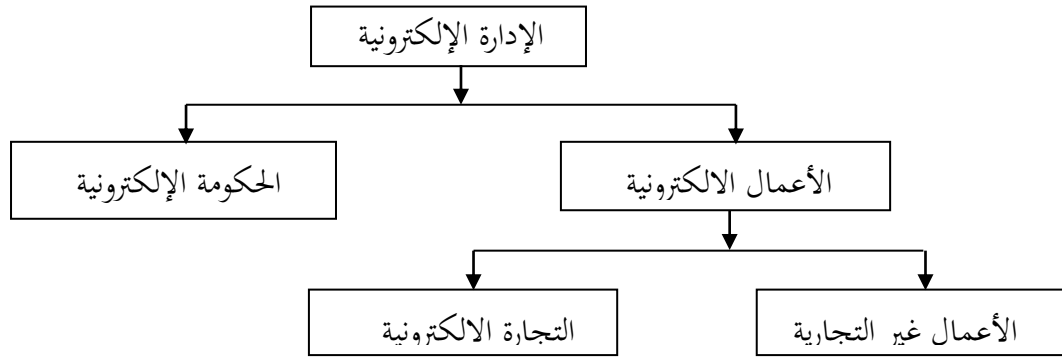 الإدارة الإلكترونية
الأعمال الالكترونية
الحكومة الإلكترونية
الأعمال غير التجارية
التجارة الالكترونية